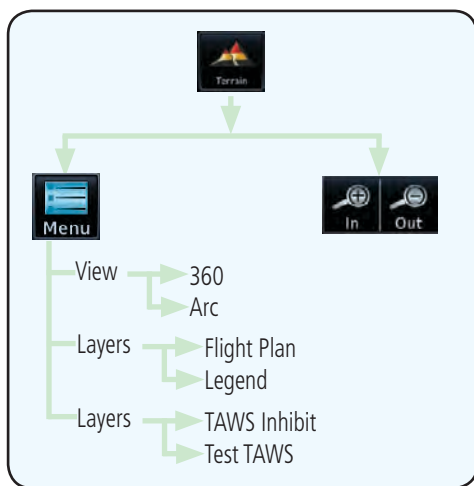 Terrain
Menu
In Out
View
360
Arc
Layers
Flight Plan
Legend
Layers
TAWS Inhibit
Test TAWS